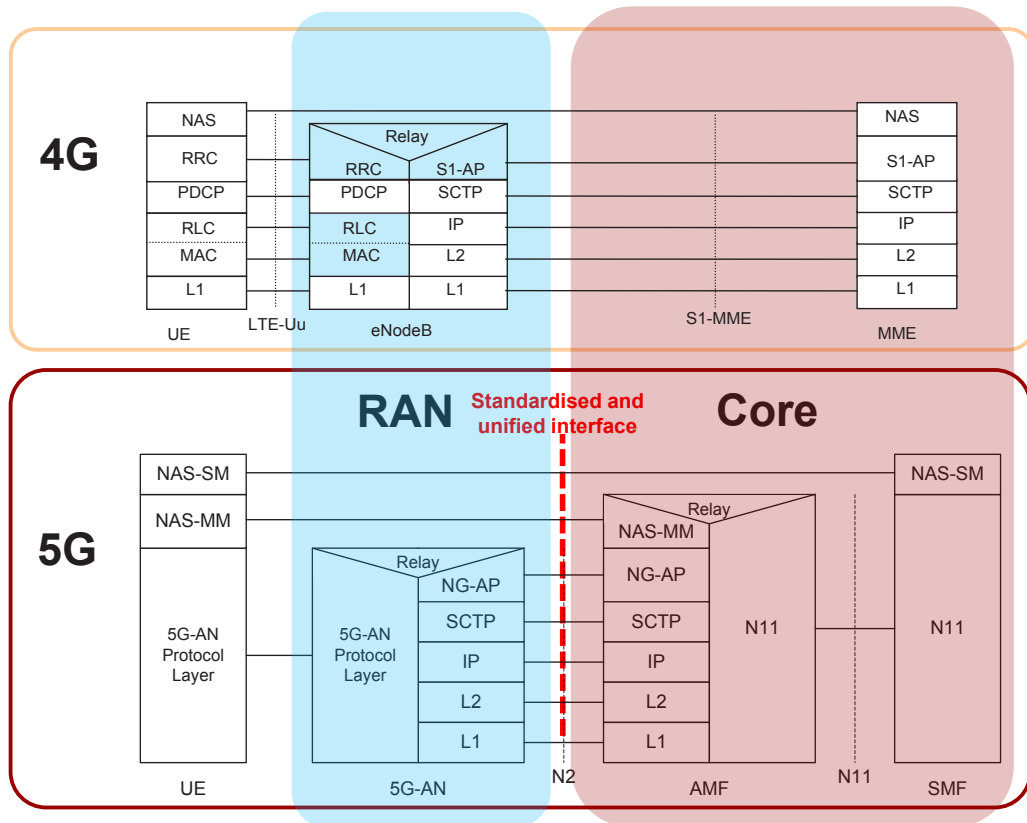 4G
NAS
RRC
PDCP
RLC
MAC
L1
UE
LTE-Uu
Relay
RRC
S1-AP
PDCP
SCTP
RLC
IP
MAC
L2
L1
L1
eNodeB
S1-MME
NAS
S1-AP
SCTP
IP
L2
L1
MME
RAN
Standardised and
unified interface
Core
5G
NAS-SM
NAS-MM
5G-AN
Protocol
Layer
UE
Relay
5G-AN
Protocol
Layer
NG-AP
SCTP
IP
L2
L1
5G-AN
N2
Relay
NAS-MM
NG-AP
SCTP
IP
L2
L1
N11
AMF
N11
NAS-SM
N11
SMF